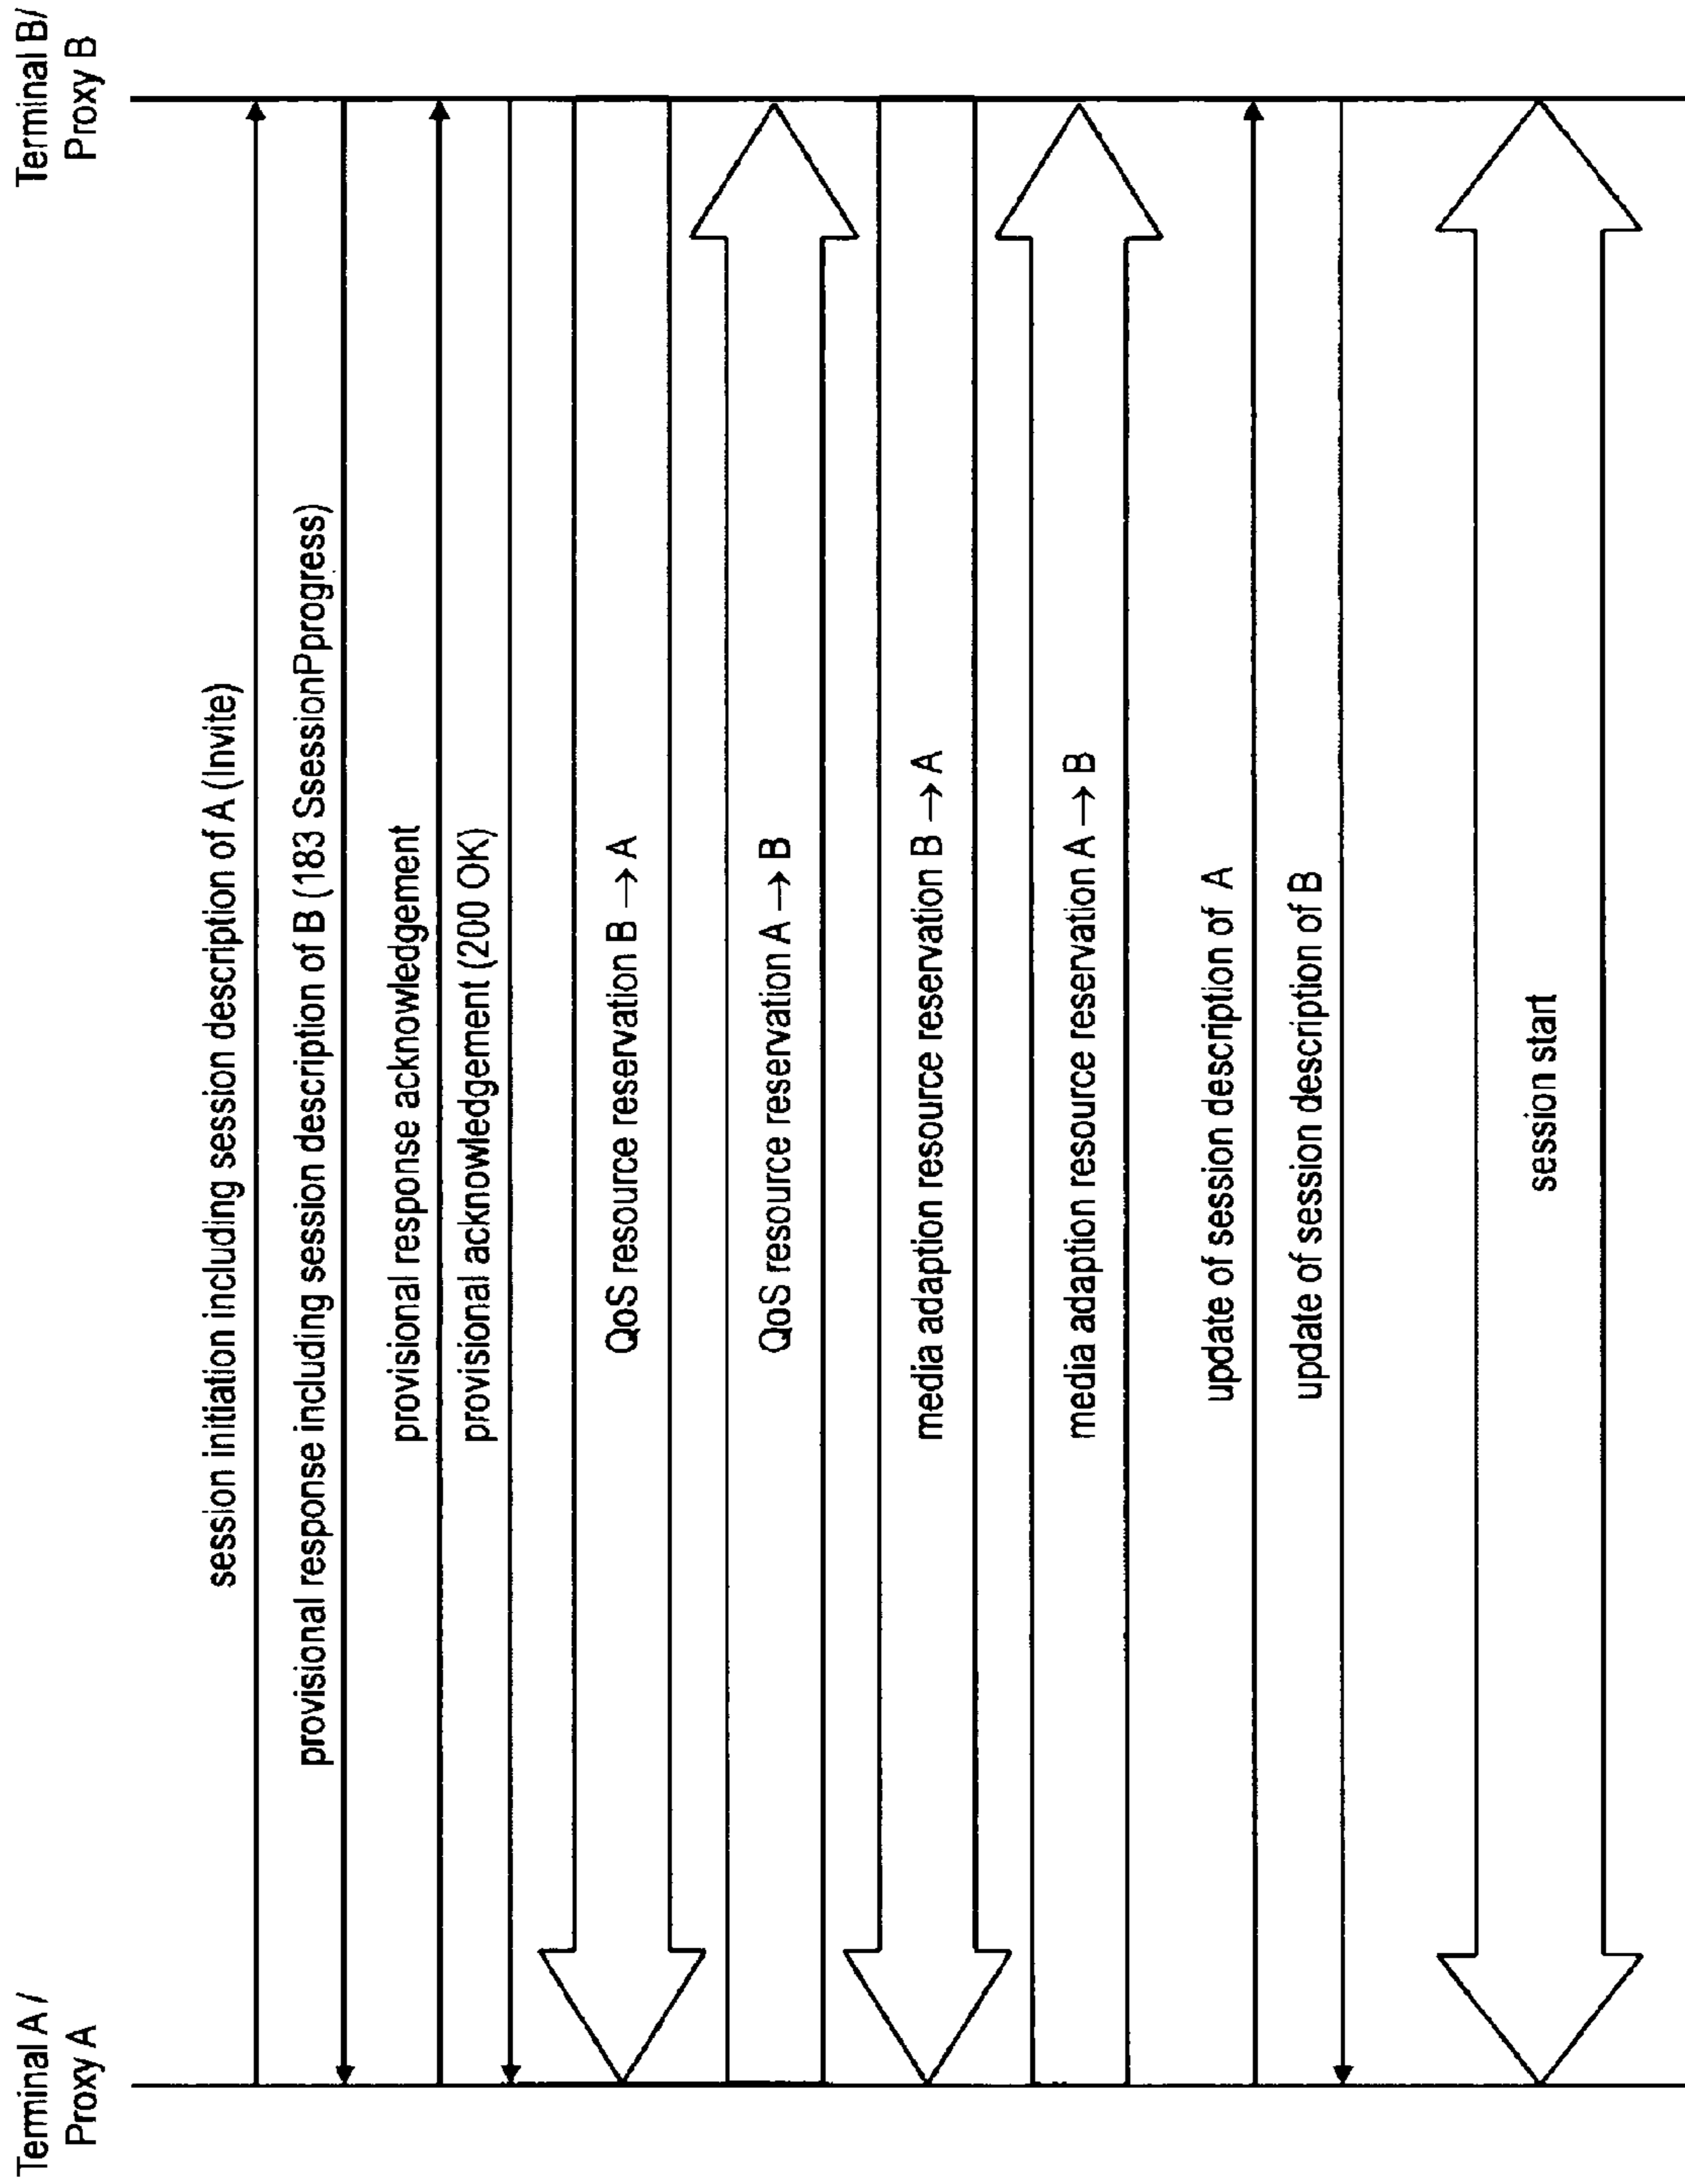 Terminal A /
Proxy A
Terminal B/
Proxy B
session initiation including session description of A (Invite)
provisional response including session description of B (183 SsessionPprogress)
provisional response acknowledgement
provisional acknowledgement (200 OK)
QoS resource reservation B → A
QoS resource reservation A → B
media adaption resource reservation B → A
media adaption resource reservation A → B
update of session description of A
update of session description of B
session start